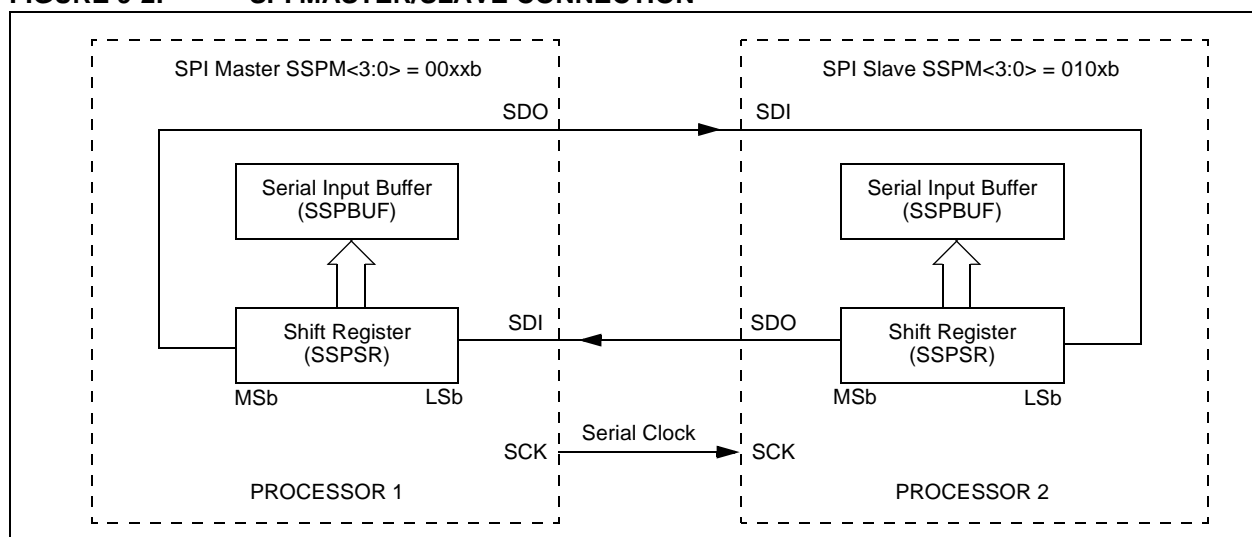 SPI Master SSPM<3:0> = 00xxb
SPI Slave SSPM<3:0> = 010xb
SDO
SDI
Serial Input Buffer
(SSPBUF)
Serial Input Buffer
(SSPBUF)
Shift Register
(SSPSR)
SDI
SDO
Shift Register
(SSPSR)
MSb
LSb
MSb
LSb
SCK
Serial Clock
SCK
PROCESSOR 1
PROCESSOR 2